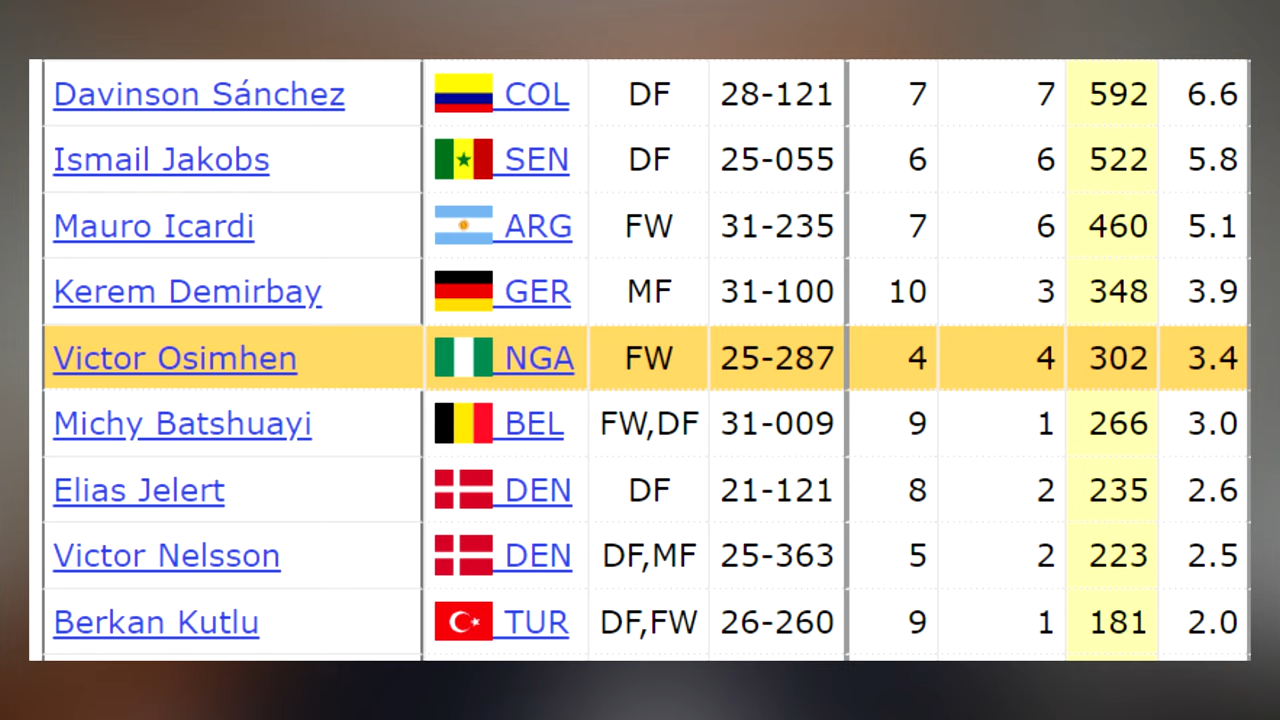 Davinson Sánchez COL DF 28-121 7 7 592 6.6
Ismail Jakobs SEN DF 25-055 6 6 522 5.8
Mauro Icardi ARG FW 31-235 7 6 460 5.1
Kerem Demirbay GER MF 31-100 10 3 348 3.9
Victor Osimhen NGA FW 25-287 4 4 302 3.4
Michy Batshuayi BEL FW,DF 31-009 9 1 266 3.0
Elias Jelert DEN DF 21-121 8 2 235 2.6
Victor Nelsson DEN DF,MF 25-363 5 2 223 2.5
Berkan Kutlu TUR DF,FW 26-260 9 1 181 2.0